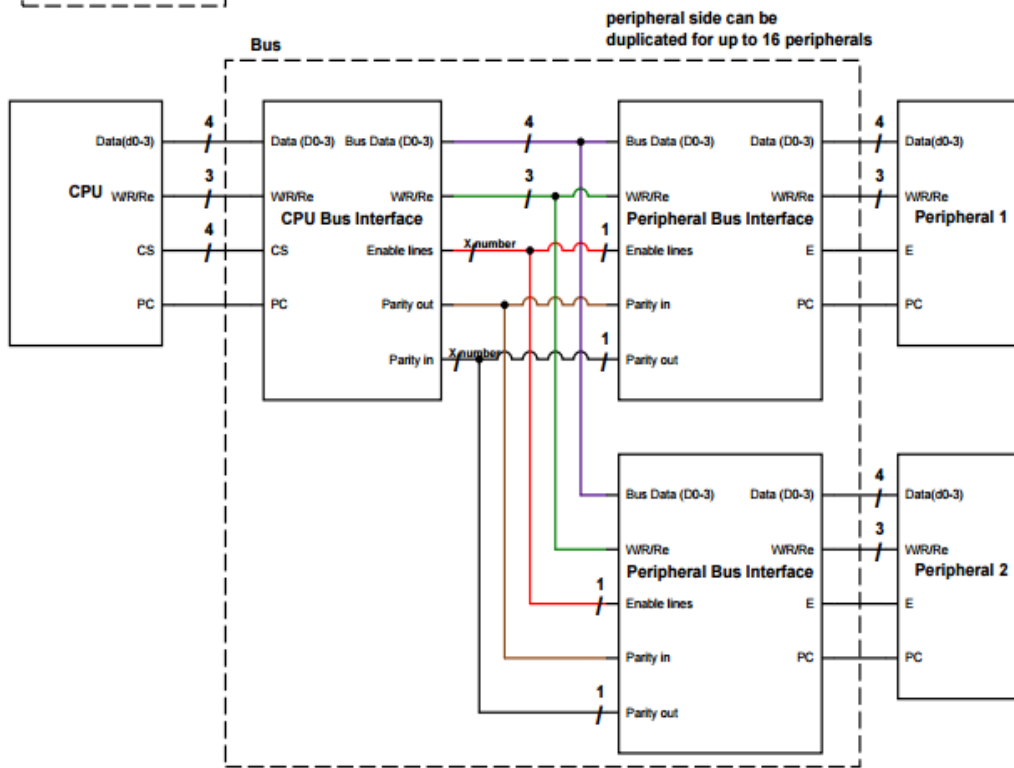 peripheral side can be
duplicated for up to 16 peripherals
Bus
4
4
4
Data(d0-3)
Data (D0-3)
Bus Data (D0-3)
Bus Data (D0-3)
Data (D0-3)
Data(d0-3)
3
3
3
CPU
W/R/Re
W/R/Re
W/R/Re
W/R/Re
W/R/Re
W/R/Re
CPU Bus Interface
Peripheral Bus Interface
Peripheral 1
4
X number
1
CS
CS
Enable lines
Enable lines
E
E
PC
PC
Parity out
Parity in
PC
PC
X number
1
Parity in
Parity out
4
Bus Data (D0-3)
Data (D0-3)
Data(d0-3)
3
W/R/Re
W/R/Re
W/R/Re
Peripheral Bus Interface
Peripheral 2
1
Enable lines
E
E
Parity in
PC
PC
1
Parity out